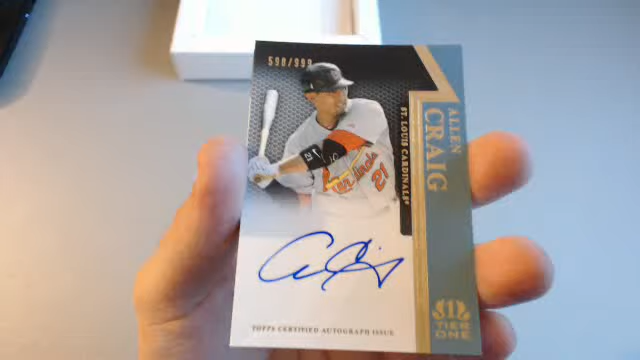 598/999
ALLEN
CRAIG
ST. LOUIS CARDINALS®
Cardinals
21
TOPPS CERTIFIED AUTOGRAPH ISSUE
TIER
ONE